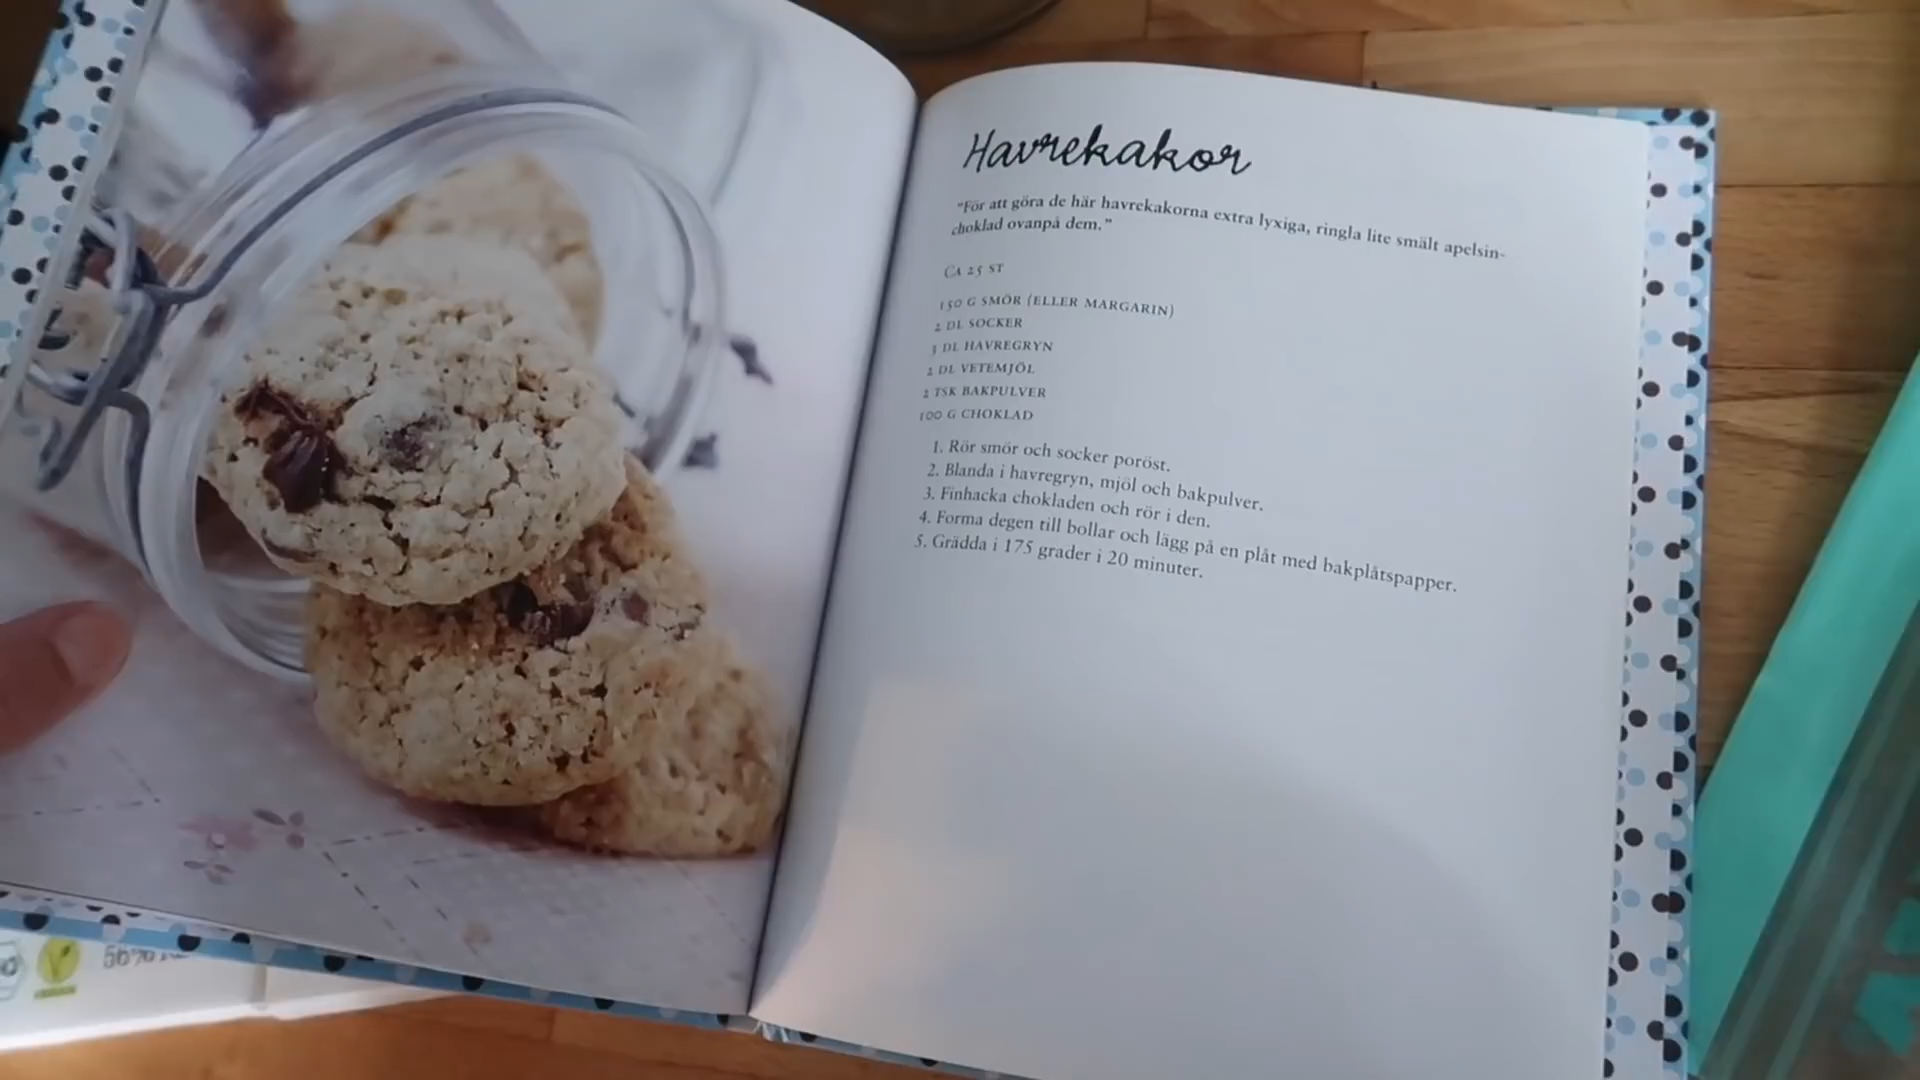 Havrekakor
"För att göra de här havrekakorna extra lyxiga, ringla lite smält apelsin-
choklad ovanpå dem."
CA 25 ST
150 G SMÖR (ELLER MARGARIN)
2 DL SOCKER
3 DL HAVREGRYN
2 DL VETEMJÖL
2 TSK BAKPULVER
100 G CHOKLAD
1. Rör smör och socker poröst.
2. Blanda i havregryn, mjöl och bakpulver.
3. Finhacka chokladen och rör i den.
4. Forma degen till bollar och lägg på en plåt med bakplåtspapper.
5. Grädda i 175 grader i 20 minuter.
56%